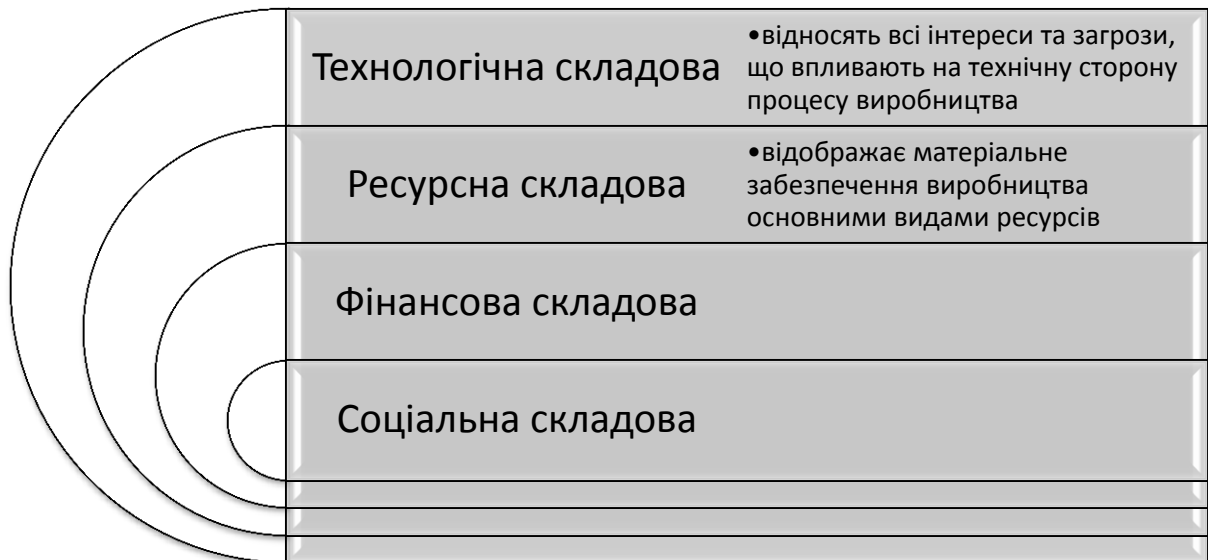 Технологічна складова
•відносять всі інтереси та загрози,
що впливають на технічну сторону
процесу виробництва
Ресурсна складова
•відображає матеріальне
забезпечення виробництва
основними видами ресурсів
Фінансова складова
Соціальна складова